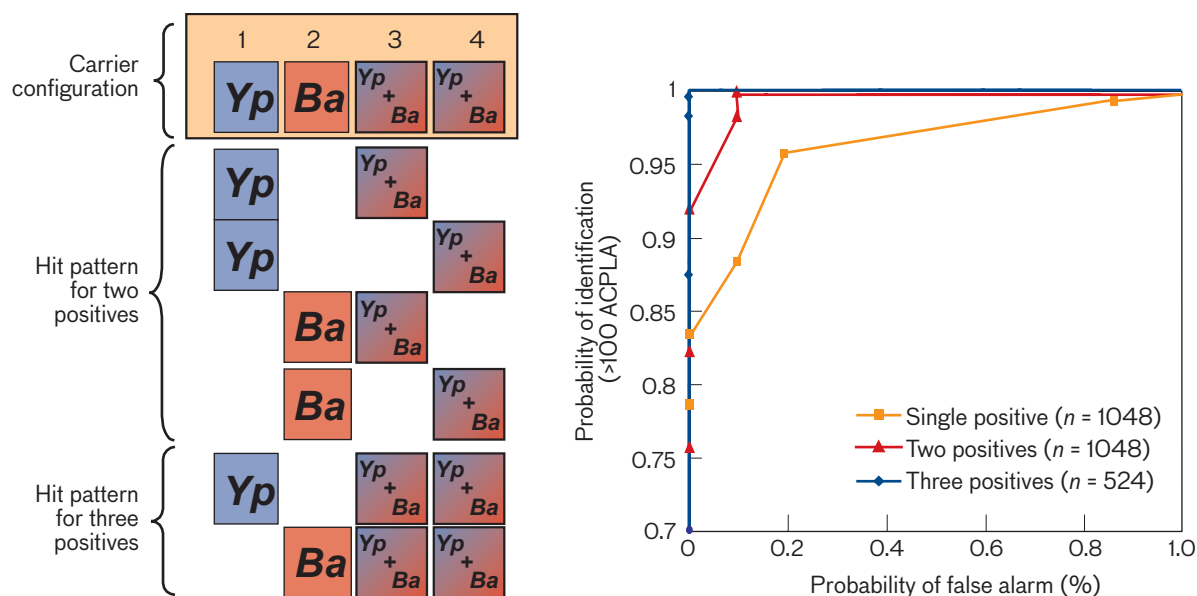 1 2 3 4
Carrier
configuration
Yp Ba Yp + Ba Yp + Ba
Hit pattern
for two
positives
Yp Yp + Ba
Yp Yp + Ba
Ba Yp + Ba
Ba Yp + Ba
Hit pattern
for three
positives
Yp Yp + Ba Yp + Ba
Ba Yp + Ba Yp + Ba
Probability of identification
(>100 ACPLA)
1
0.95
0.9
0.85
0.8
0.75
0.7
Single positive (n = 1048)
Two positives (n = 1048)
Three positives (n = 524)
0 0.2 0.4 0.6 0.8 1.0
Probability of false alarm (%)